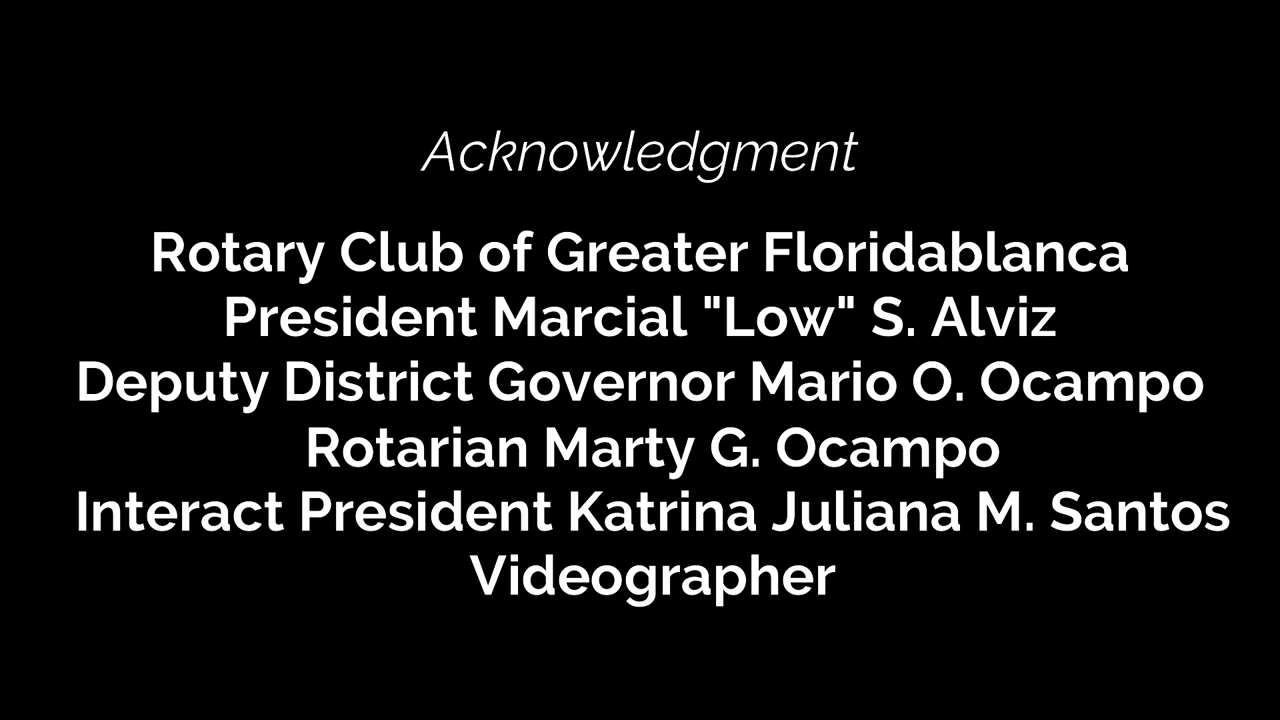 Acknowledgment
Rotary Club of Greater Floridablanca
President Marcial "Low" S. Alviz
Deputy District Governor Mario O. Ocampo
Rotarian Marty G. Ocampo
Interact President Katrina Juliana M. Santos
Videographer